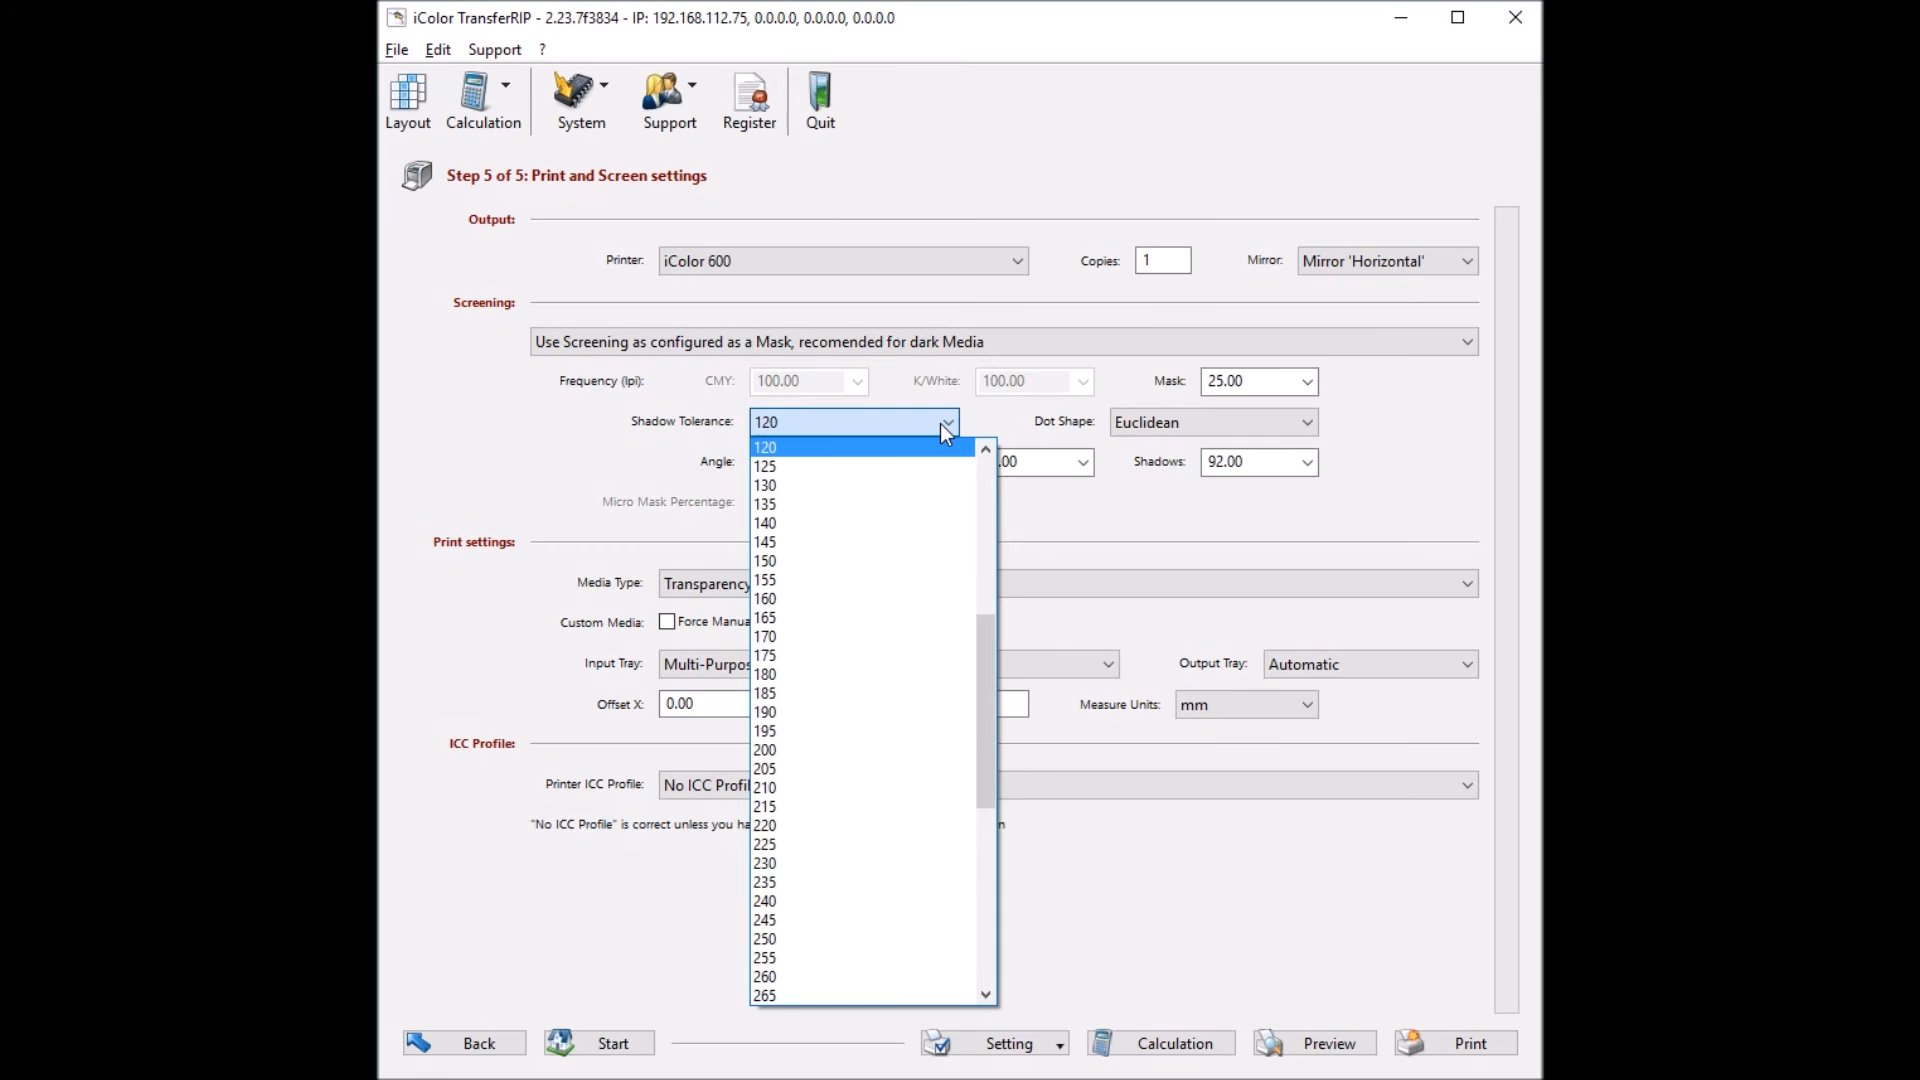 iColor TransferRIP - 2.23.7f3834 - IP: 192.168.112.75, 0.0.0.0, 0.0.0.0, 0.0.0.0
File Edit Support ?
Layout Calculation System Support Register Quit
Step 5 of 5: Print and Screen settings
Output:
Printer: iColor 600 Copies: 1 Mirror: Mirror 'Horizontal'
Screening:
Use Screening as configured as a Mask, recomended for dark Media
Frequency (lpi): CMY: 100.00 K/White: 100.00 Mask: 25.00
Shadow Tolerance: 120 Dot Shape: Euclidean
Angle: .00 Shadows: 92.00
Micro Mask Percentage:
120
125
130
135
140
145
150
155
160
165
170
175
180
185
190
195
200
205
210
215
220
225
230
235
240
245
250
255
260
265
Print settings:
Media Type: Transparency
Custom Media: Force Manua
Input Tray: Multi-Purpos Output Tray: Automatic
Offset X: 0.00 Measure Units: mm
ICC Profile:
Printer ICC Profile: No ICC Profil
"No ICC Profile" is correct unless you ha n
Back Start Setting Calculation Preview Print